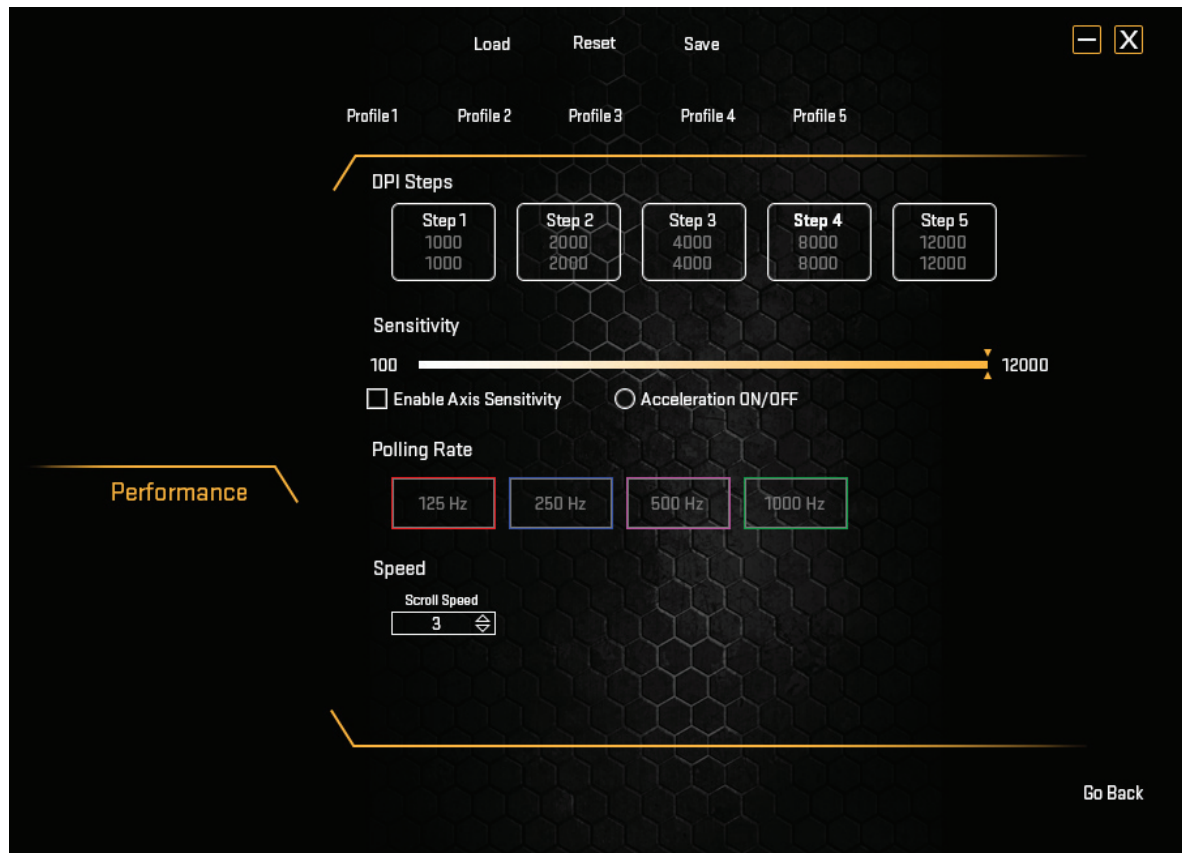 Load Reset Save
Profile 1 Profile 2 Profile 3 Profile 4 Profile 5
DPI Steps
Step 1 Step 2 Step 3 Step 4 Step 5
1000 2000 4000 8000 12000
1000 2000 4000 8000 12000
Sensitivity
100 12000
Enable Axis Sensitivity Acceleration ON/OFF
Polling Rate
Performance
125 Hz 250 Hz 500 Hz 1000 Hz
Speed
Scroll Speed
3
Go Back